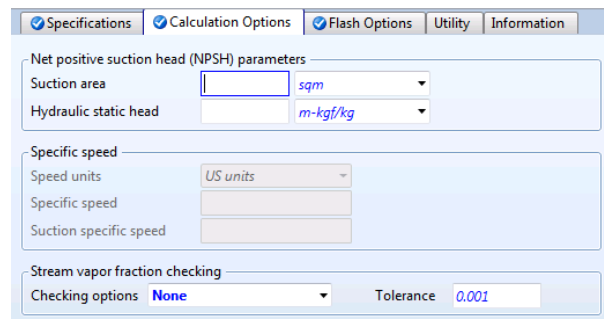 Specifications Calculation Options Flash Options Utility Information
Net positive suction head (NPSH) parameters
Suction area sqm
Hydraulic static head m-kgf/kg
Specific speed
Speed units US units
Specific speed
Suction specific speed
Stream vapor fraction checking
Checking options None Tolerance 0.001